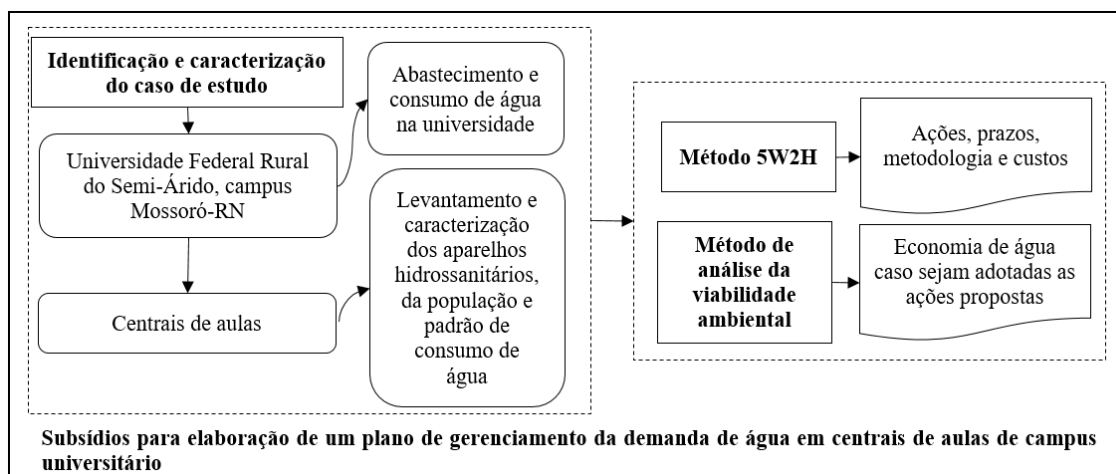 Identificação e caracterização
do caso de estudo
Universidade Federal Rural
do Semi-Árido, campus
Mossoró-RN
Centrais de aulas
Abastecimento e
consumo de água
na universidade
Levantamento e
caracterização
dos aparelhos
hidrossanitários,
da população e
padrão de
consumo de
água
Método 5W2H
Ações, prazos,
metodologia e custos
Método de
análise da
viabilidade
ambiental
Economia de água
caso sejam adotadas as
ações propostas
Subsídios para elaboração de um plano de gerenciamento da demanda de água em centrais de aulas de campus
universitário